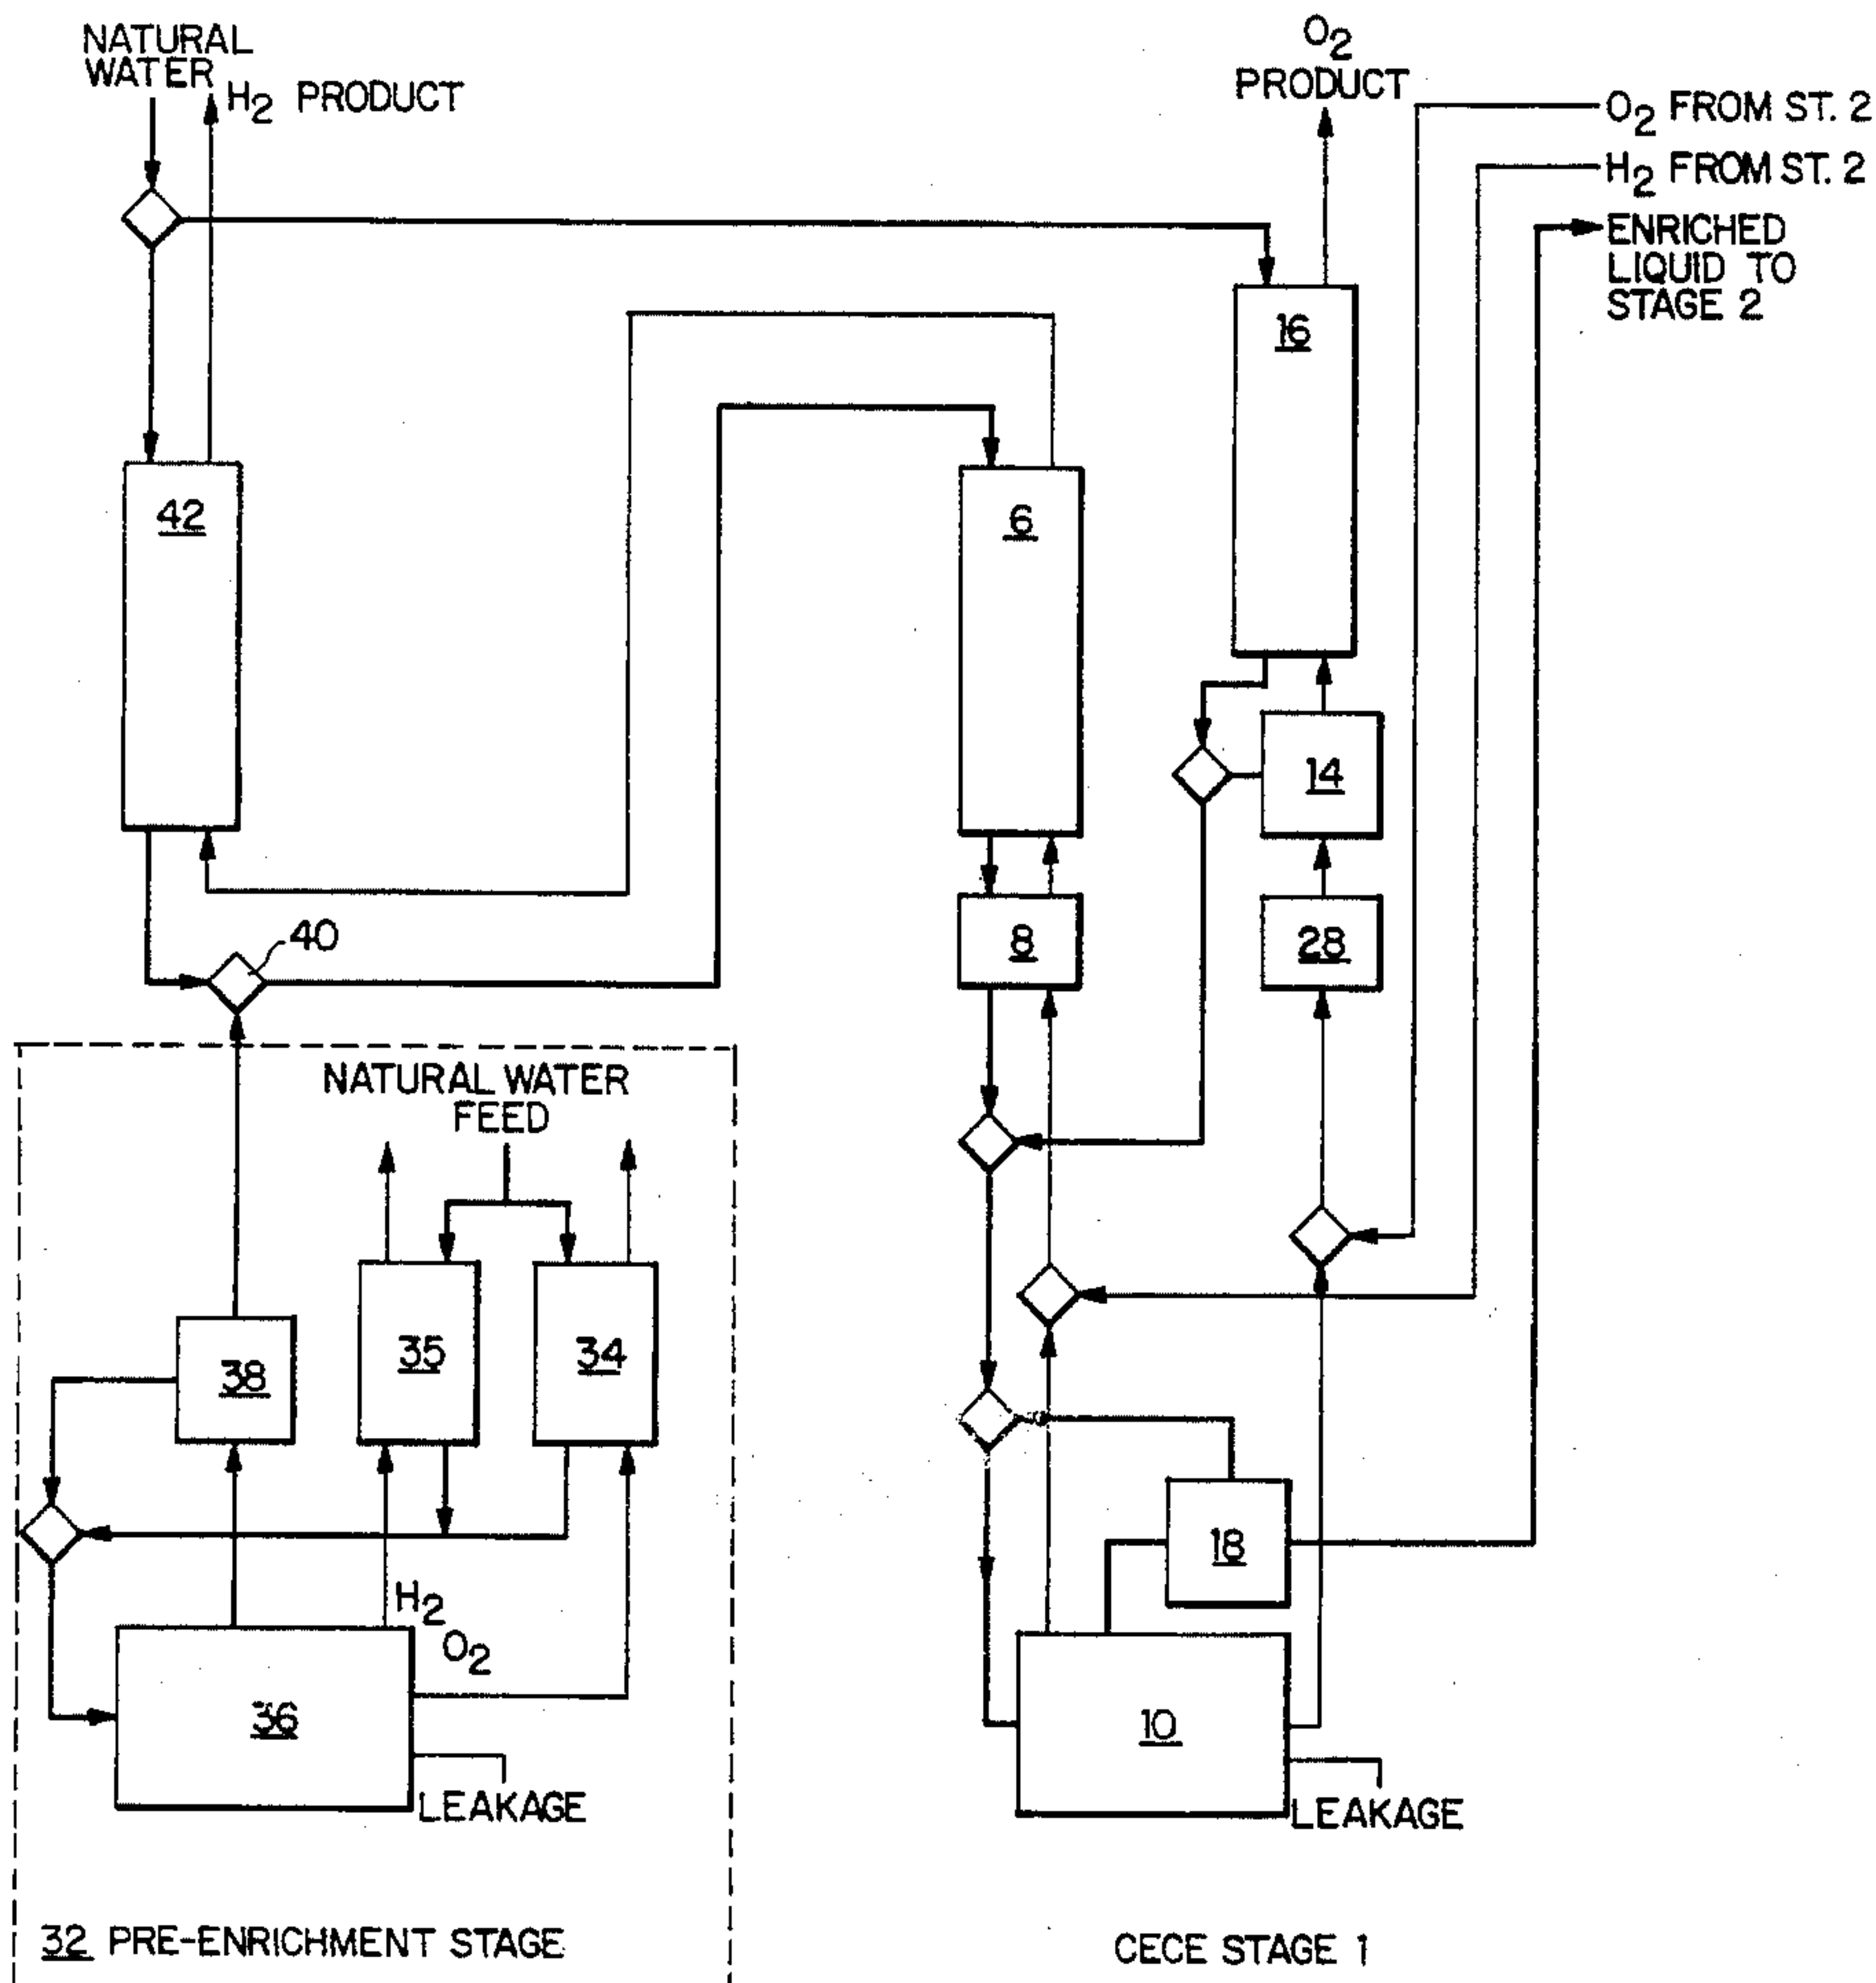 NATURAL
WATER
H2 PRODUCT
O2
PRODUCT
O2 FROM ST. 2
H2 FROM ST. 2
ENRICHED
LIQUID TO
STAGE 2
16
42
6
14
8
28
40
NATURAL WATER
FEED
38
35
34
18
H2
O2
36
10
LEAKAGE
LEAKAGE
32 PRE-ENRICHMENT STAGE
CECE STAGE 1